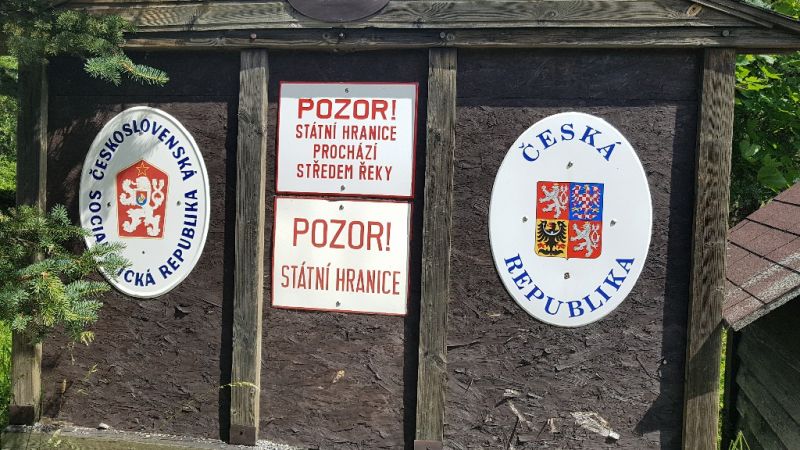 ČESKOSLOVENSKÁ
SOCIALISTICKÁ REPUBLIKA
POZOR!
STÁTNÍ HRANICE
PROCHÁZÍ
STŘEDEM ŘEKY
POZOR!
STÁTNÍ HRANICE
ČESKÁ
REPUBLIKA